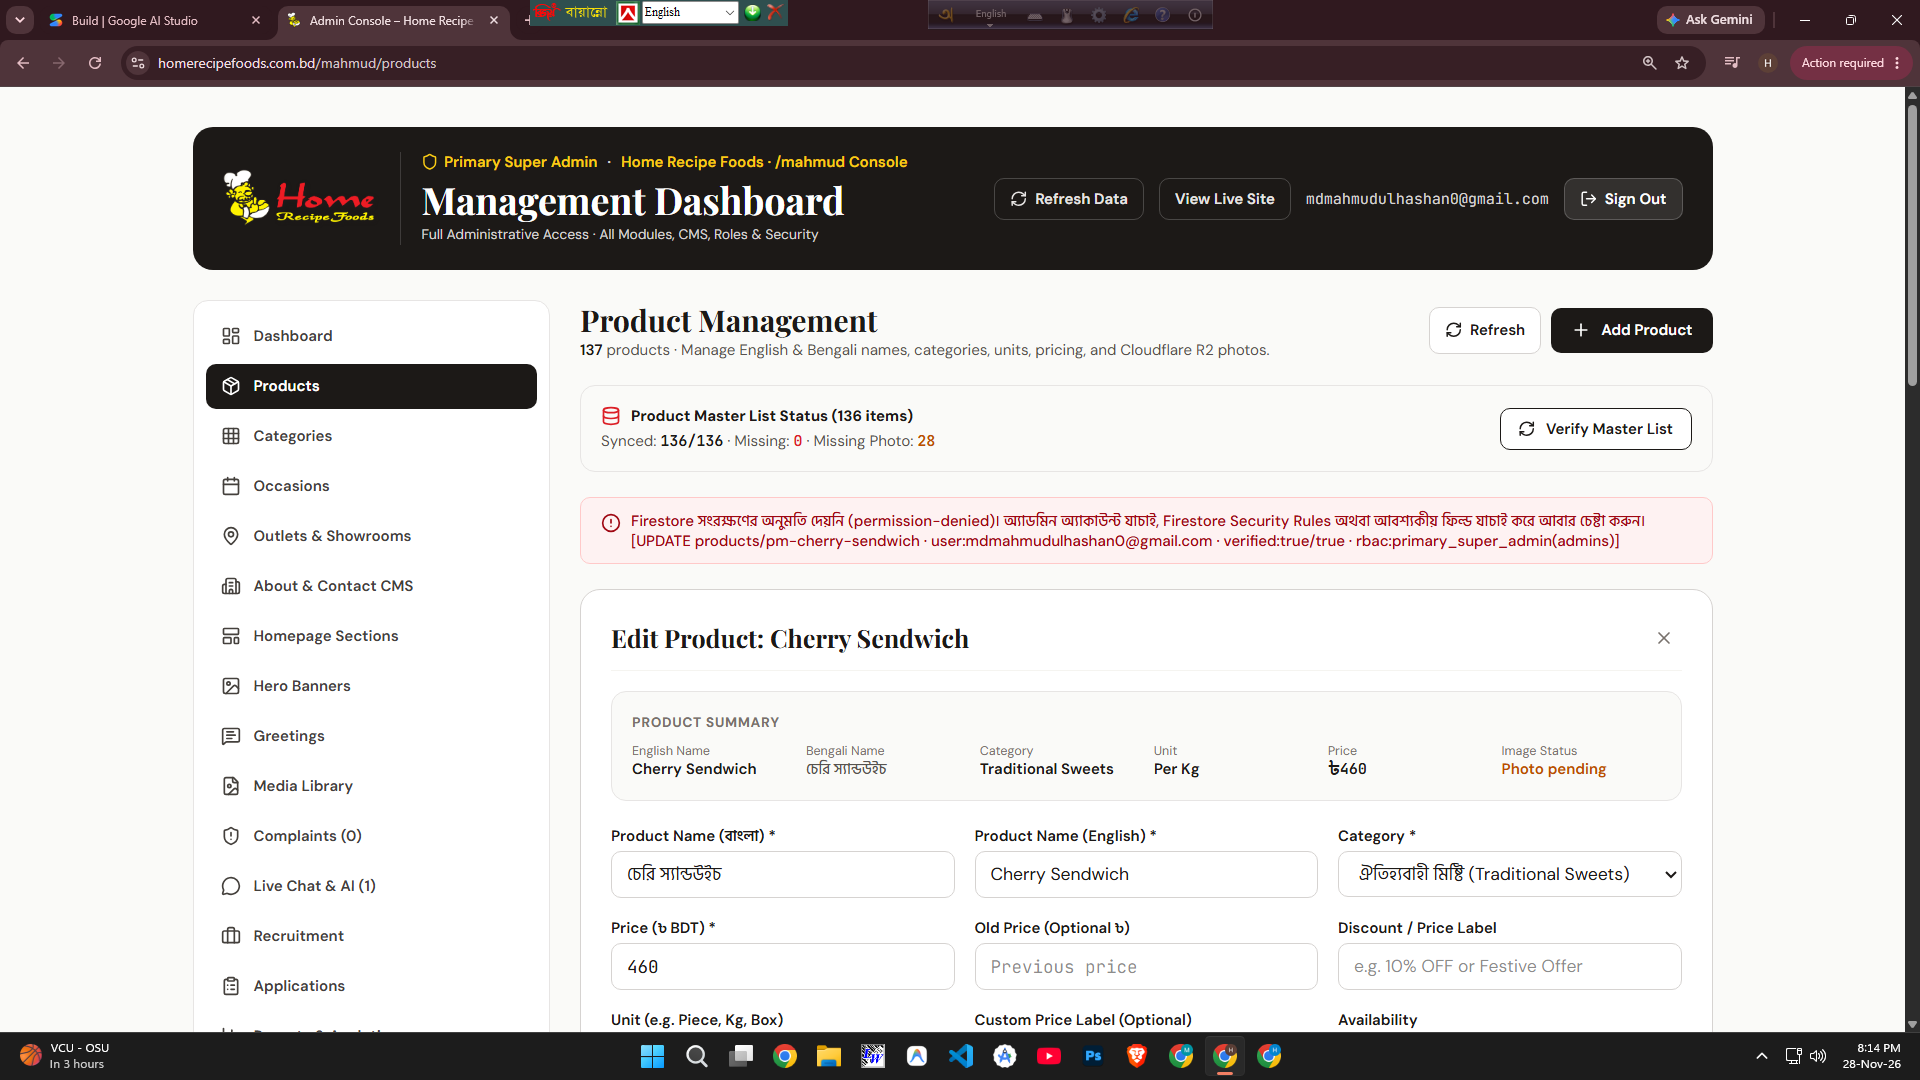 Build | Google AI Studio
Admin Console – Home Recipe
বায়ান্নো
English
English
Ask Gemini
homerecipefoods.com.bd/mahmud/products
H
Action required
Home
Recipe Foods
Primary Super Admin · Home Recipe Foods · /mahmud Console
Management Dashboard
Full Administrative Access · All Modules, CMS, Roles & Security
Refresh Data
View Live Site
mdmahmudulhashan0@gmail.com
Sign Out
Dashboard
Products
Categories
Occasions
Outlets & Showrooms
About & Contact CMS
Homepage Sections
Hero Banners
Greetings
Media Library
Complaints (0)
Live Chat & AI (1)
Recruitment
Applications
Product Management
137 products · Manage English & Bengali names, categories, units, pricing, and Cloudflare R2 photos.
Refresh
Add Product
Product Master List Status (136 items)
Synced: 136/136 · Missing: 0 · Missing Photo: 28
Verify Master List
Firestore সংরক্ষণের অনুমতি দেয়নি (permission-denied)। অ্যাডমিন অ্যাকাউন্ট যাচাই, Firestore Security Rules অথবা আবশ্যকীয় ফিল্ড যাচাই করে আবার চেষ্টা করুন।
[UPDATE products/pm-cherry-sendwich · user:mdmahmudulhashan0@gmail.com · verified:true/true · rbac:primary_super_admin(admins)]
Edit Product: Cherry Sendwich
PRODUCT SUMMARY
English Name
Cherry Sendwich
Bengali Name
চেরি স্যান্ডউইচ
Category
Traditional Sweets
Unit
Per Kg
Price
৳460
Image Status
Photo pending
Product Name (বাংলা) *
Product Name (English) *
Category *
চেরি স্যান্ডউইচ
Cherry Sendwich
ঐতিহ্যবাহী মিষ্টি (Traditional Sweets)
Price (৳ BDT) *
Old Price (Optional ৳)
Discount / Price Label
460
Previous price
e.g. 10% OFF or Festive Offer
Unit (e.g. Piece, Kg, Box)
Custom Price Label (Optional)
Availability
VCU - OSU
In 3 hours
8:14 PM
28-Nov-26